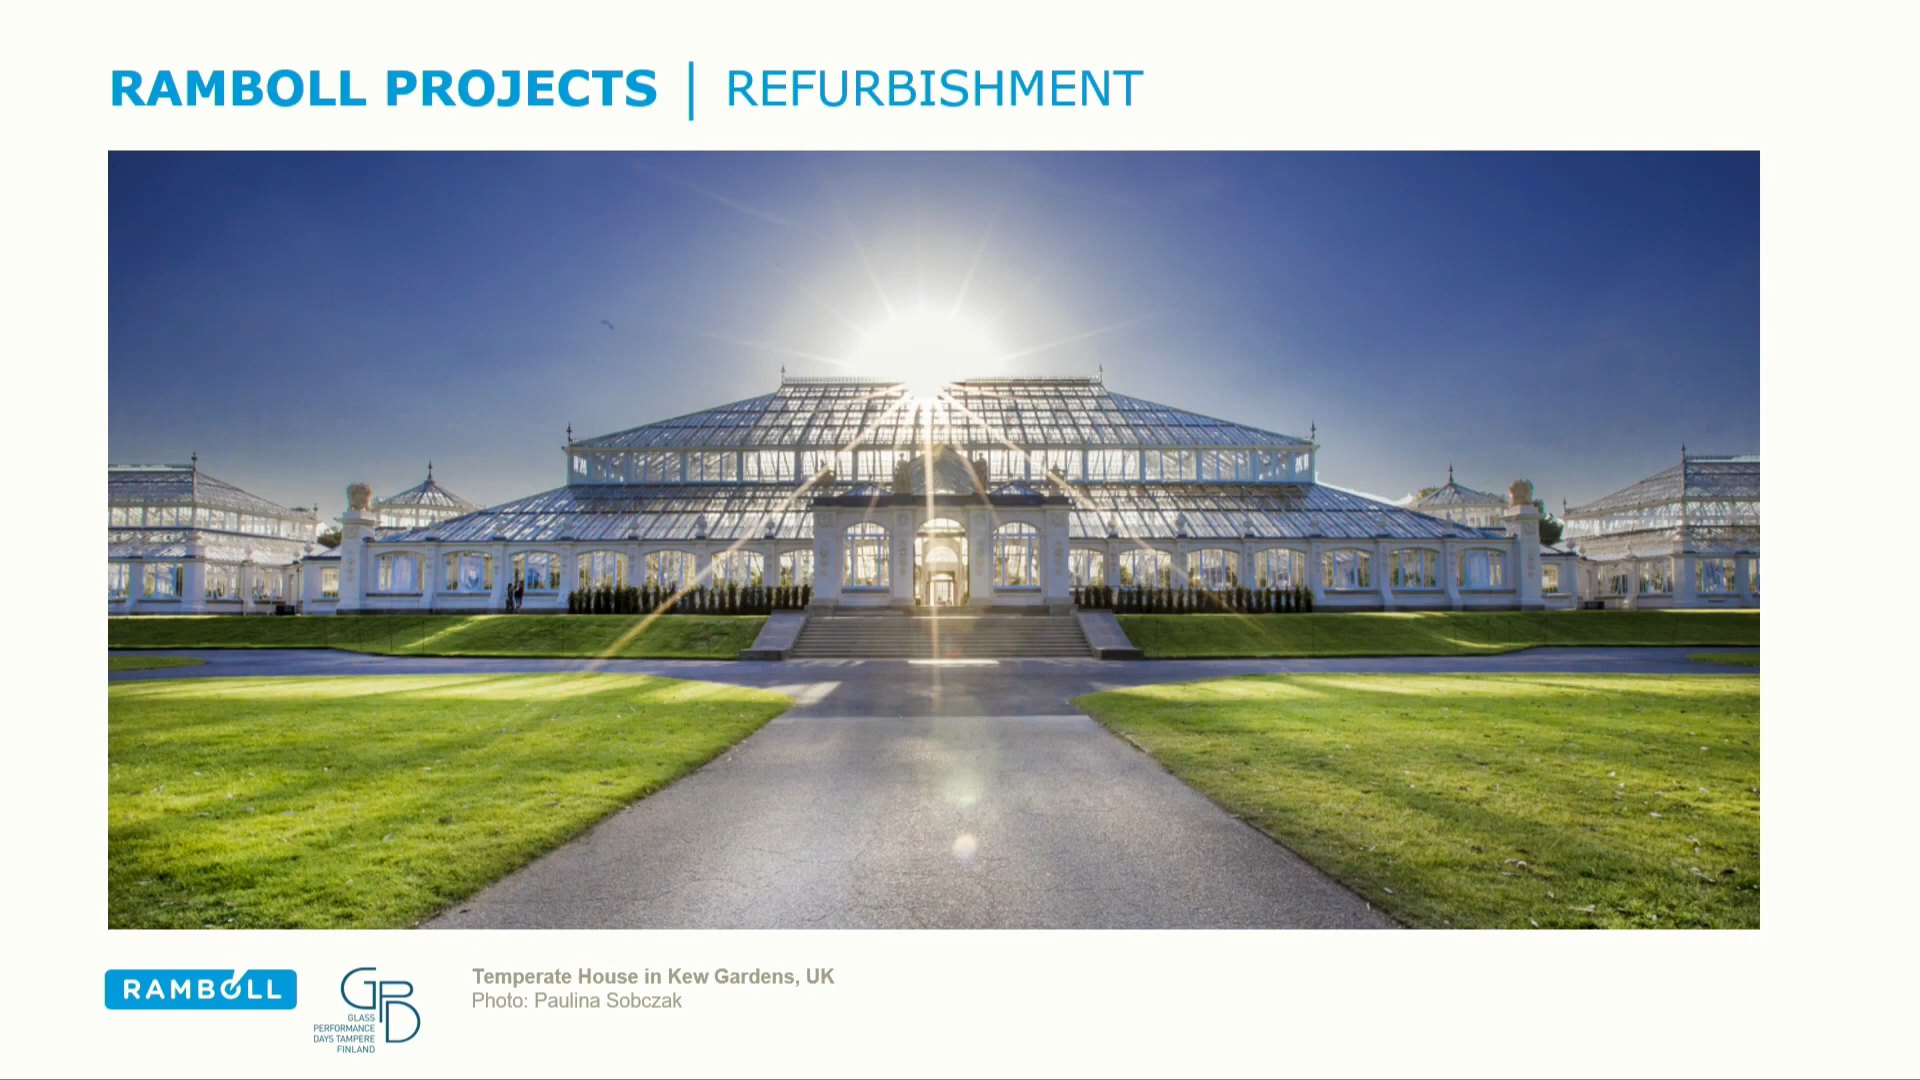 RAMBOLL PROJECTS | REFURBISHMENT
RAMBOLL
GPD
GLASS
PERFORMANCE
DAYS TAMPERE
FINLAND
Temperate House in Kew Gardens, UK
Photo: Paulina Sobczak